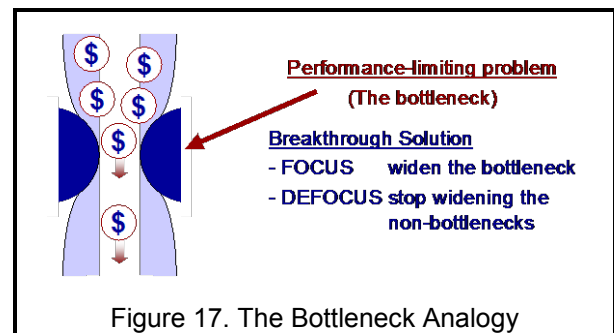 $
$
$
$
$
$
Performance-limiting problem
(The bottleneck)
Breakthrough Solution
- FOCUS widen the bottleneck
- DEFOCUS stop widening the
non-bottlenecks
Figure 17. The Bottleneck Analogy